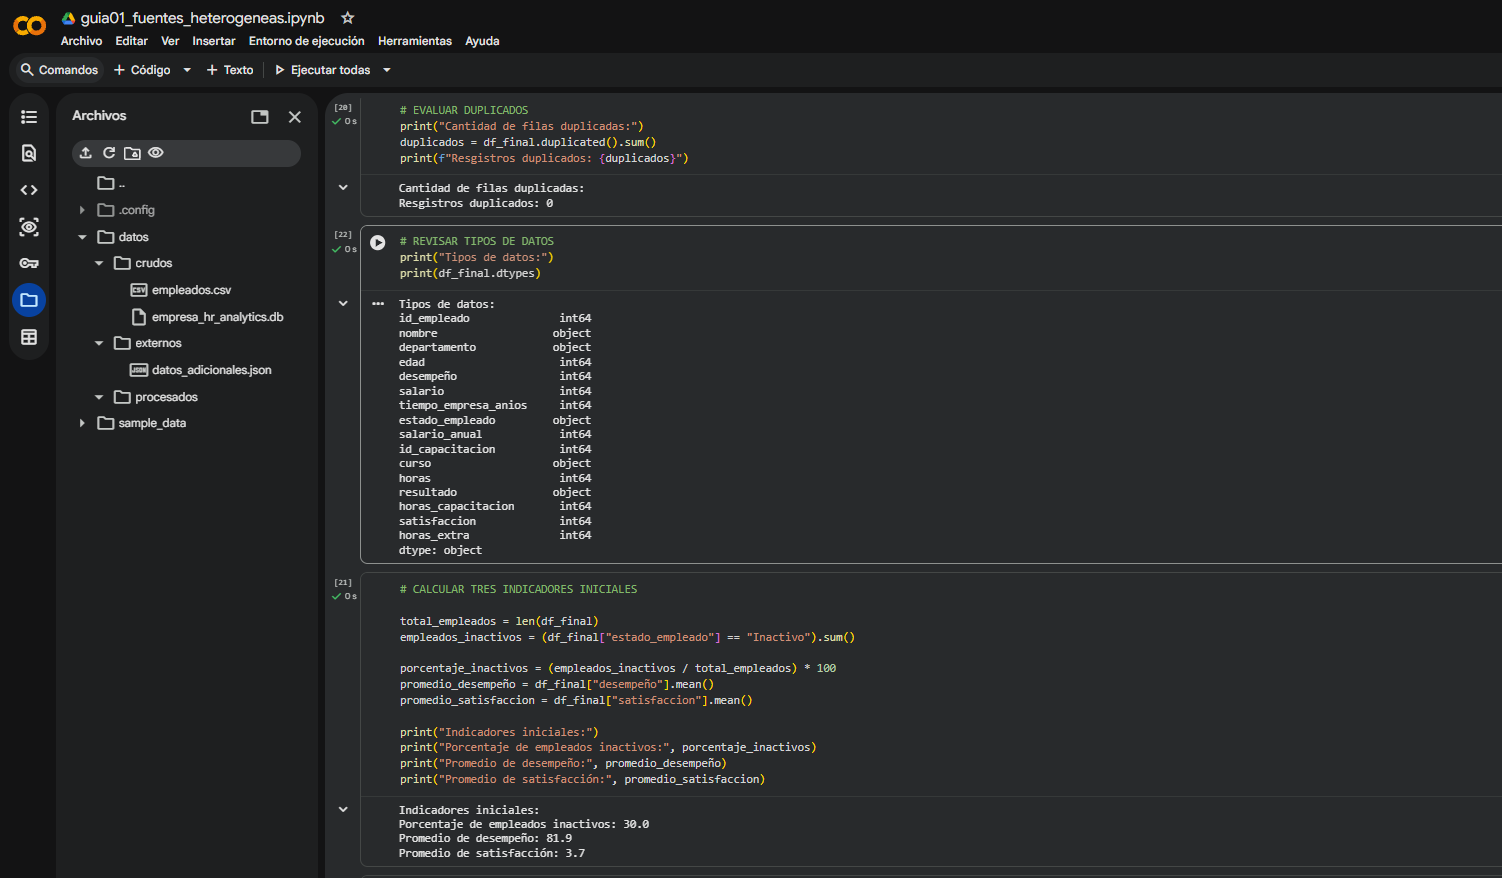 guia01_fuentes_heterogeneas.ipynb
Archivo Editar Ver Insertar Entorno de ejecución Herramientas Ayuda
Comandos + Código + Texto Ejecutar todas
Archivos
..
.config
datos
crudos
CSV empleados.csv
empresa_hr_analytics.db
externos
JSON datos_adicionales.json
procesados
sample_data
[20]
0 s
# EVALUAR DUPLICADOS
print("Cantidad de filas duplicadas:")
duplicados = df_final.duplicated().sum()
print(f"Resgistros duplicados: {duplicados}")
Cantidad de filas duplicadas:
Resgistros duplicados: 0
[22]
0 s
# REVISAR TIPOS DE DATOS
print("Tipos de datos:")
print(df_final.dtypes)
Tipos de datos:
id_empleado int64
nombre object
departamento object
edad int64
desempeño int64
salario int64
tiempo_empresa_anios int64
estado_empleado object
salario_anual int64
id_capacitacion int64
curso object
horas int64
resultado object
horas_capacitacion int64
satisfaccion int64
horas_extra int64
dtype: object
[21]
0 s
# CALCULAR TRES INDICADORES INICIALES
total_empleados = len(df_final)
empleados_inactivos = (df_final["estado_empleado"] == "Inactivo").sum()
porcentaje_inactivos = (empleados_inactivos / total_empleados) * 100
promedio_desempeño = df_final["desempeño"].mean()
promedio_satisfaccion = df_final["satisfaccion"].mean()
print("Indicadores iniciales:")
print("Porcentaje de empleados inactivos:", porcentaje_inactivos)
print("Promedio de desempeño:", promedio_desempeño)
print("Promedio de satisfacción:", promedio_satisfaccion)
Indicadores iniciales:
Porcentaje de empleados inactivos: 30.0
Promedio de desempeño: 81.9
Promedio de satisfacción: 3.7